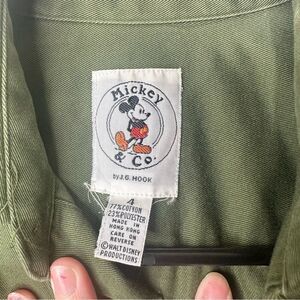 Mickey
& Co.
by J.G. HOOK
4
77% COTTON
23% POLYESTER
MADE IN
HONG KONG
CARE ON
REVERSE
©WALT DISNEY
PRODUCTIONS